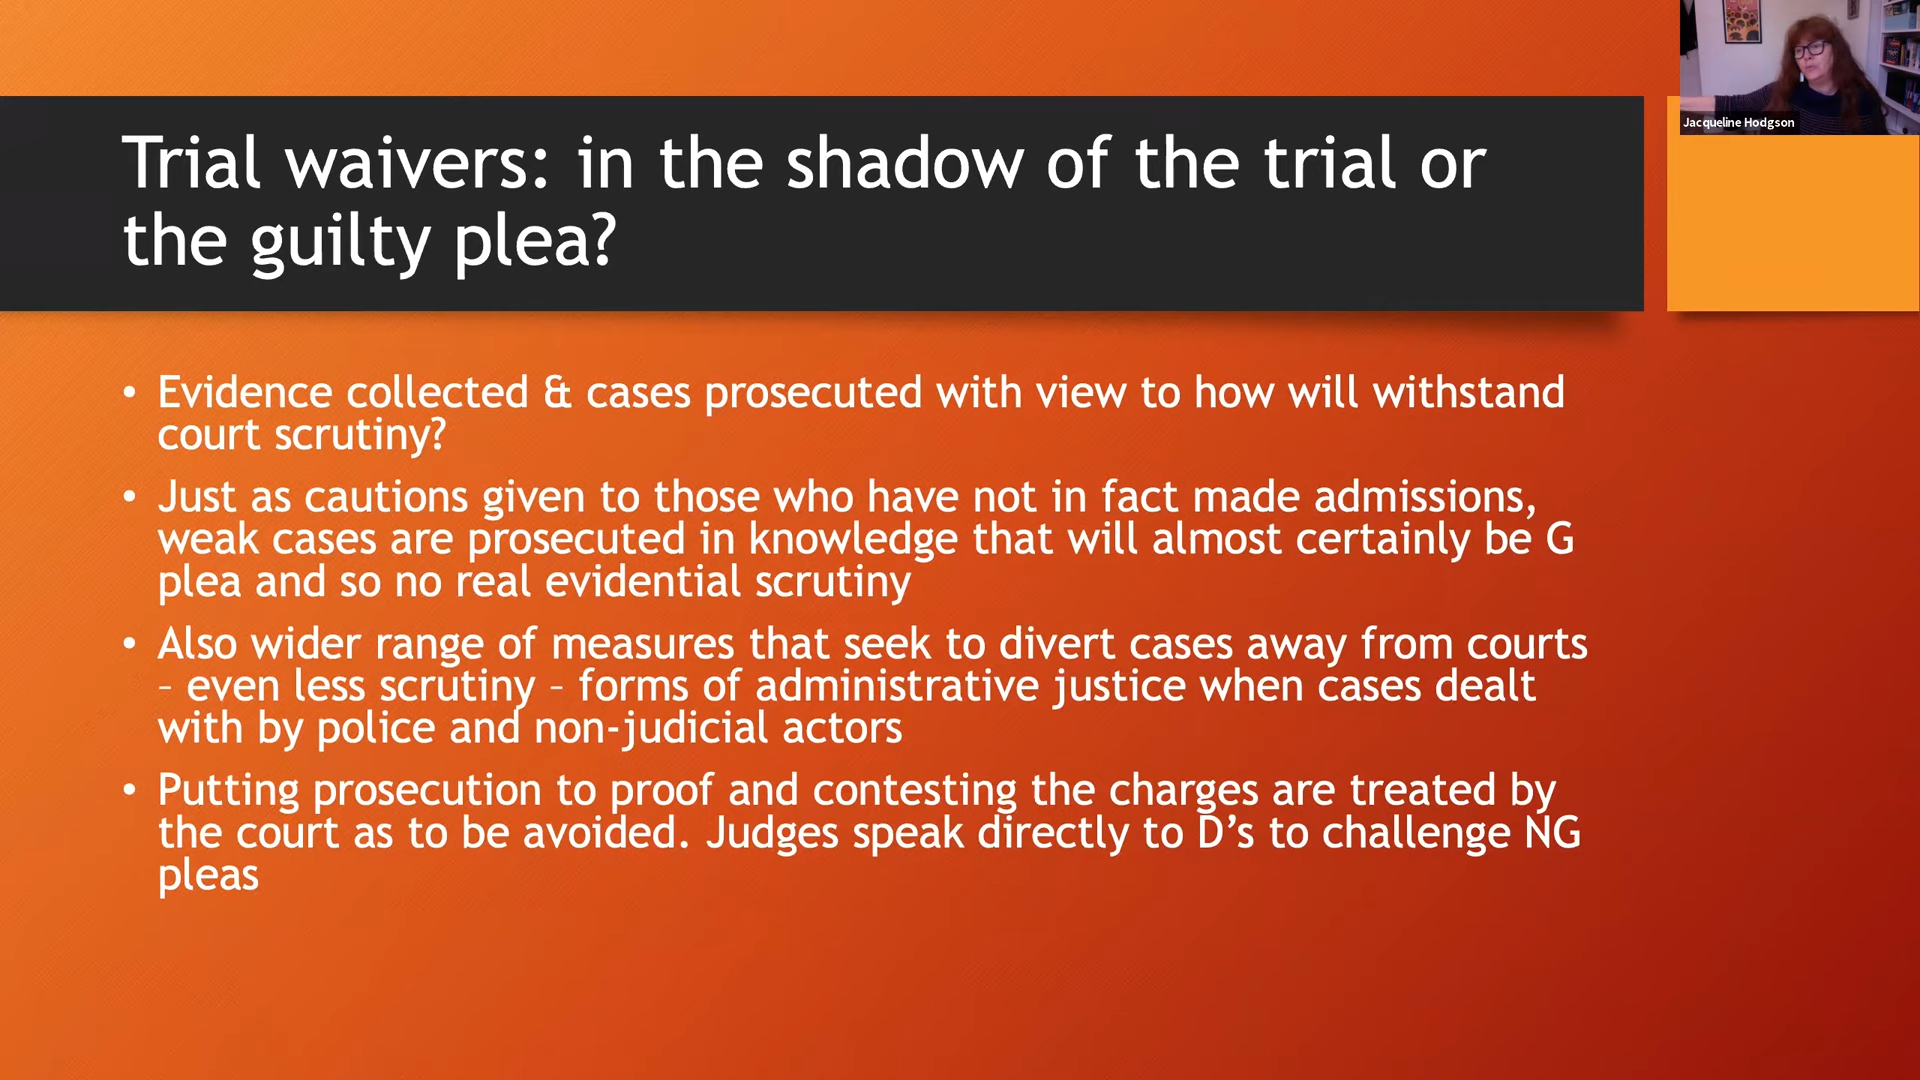 Jacqueline Hodgson
Trial waivers: in the shadow of the trial or
the guilty plea?
• Evidence collected & cases prosecuted with view to how will withstand
court scrutiny?
• Just as cautions given to those who have not in fact made admissions,
weak cases are prosecuted in knowledge that will almost certainly be G
plea and so no real evidential scrutiny
• Also wider range of measures that seek to divert cases away from courts
– even less scrutiny – forms of administrative justice when cases dealt
with by police and non-judicial actors
• Putting prosecution to proof and contesting the charges are treated by
the court as to be avoided. Judges speak directly to D’s to challenge NG
pleas